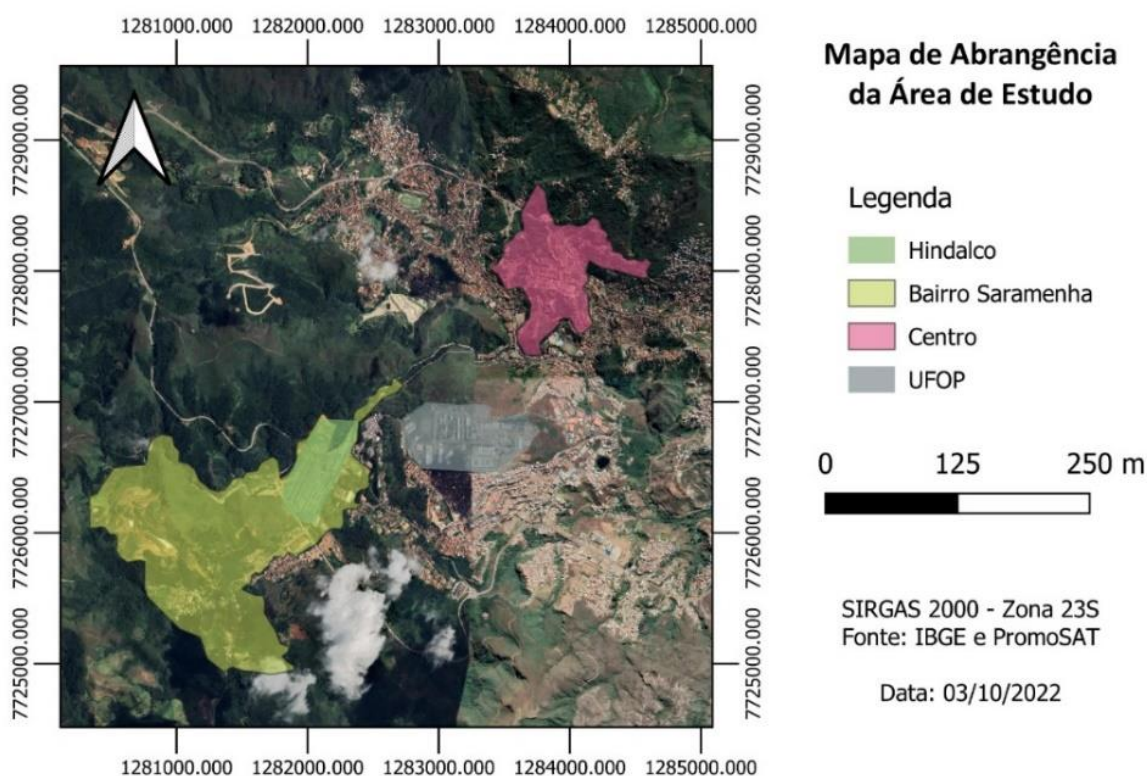 1281000.000 1282000.000 1283000.000 1284000.000 1285000.000
7729000.000
7728000.000
7727000.000
7726000.000
7725000.000
7729000.000
7728000.000
7727000.000
7726000.000
7725000.000
1281000.000 1282000.000 1283000.000 1284000.000 1285000.000
Mapa de Abrangência
da Área de Estudo
Legenda
Hindalco
Bairro Saramenha
Centro
UFOP
0 125 250 m
SIRGAS 2000 - Zona 23S
Fonte: IBGE e PromoSAT
Data: 03/10/2022